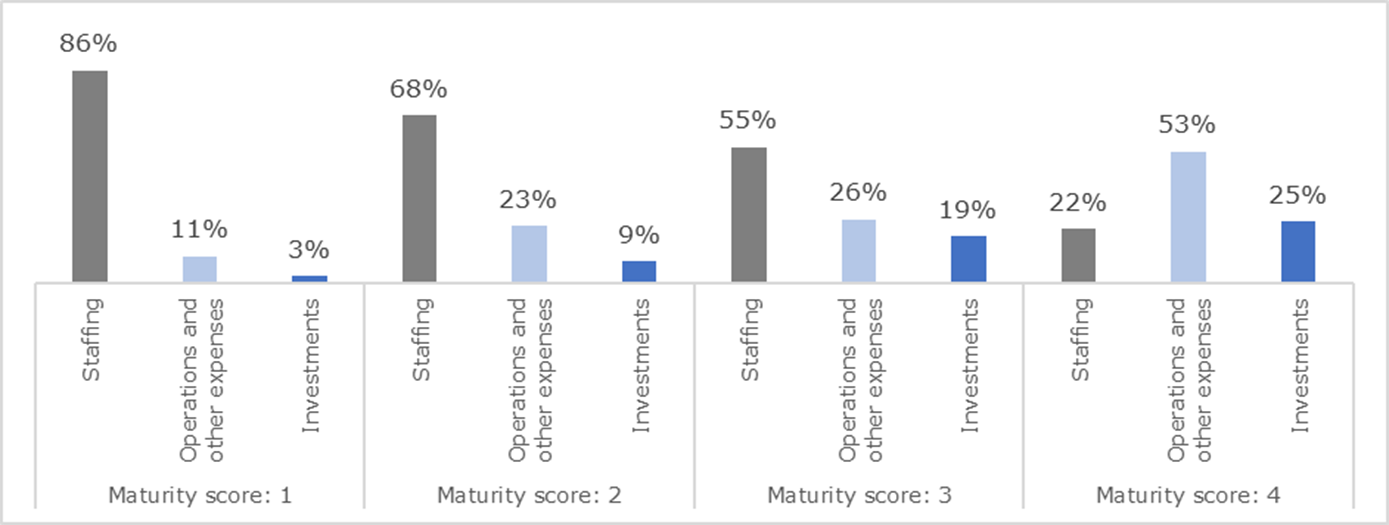 86%
11%
3%
68%
23%
9%
55%
26%
19%
22%
53%
25%
Staffing
Operations and
other expenses
Investments
Staffing
Operations and
other expenses
Investments
Staffing
Operations and
other expenses
Investments
Staffing
Operations and
other expenses
Investments
Maturity score: 1
Maturity score: 2
Maturity score: 3
Maturity score: 4